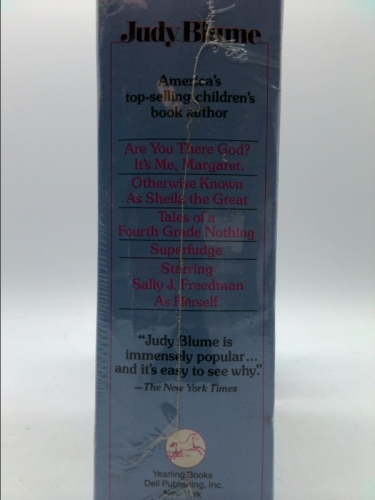 Judy Blume
America's
top-selling children's
book author
Are You There God?
It's Me, Margaret.
Otherwise Known
As Sheila the Great
Tales of a
Fourth Grade Nothing
Superfudge
Starring
Sally J. Freedman
As Herself
"Judy Blume is
immensely popular...
and it's easy to see why."
—The New York Times
Yearling Books
Dell Publishing, Inc.
New York